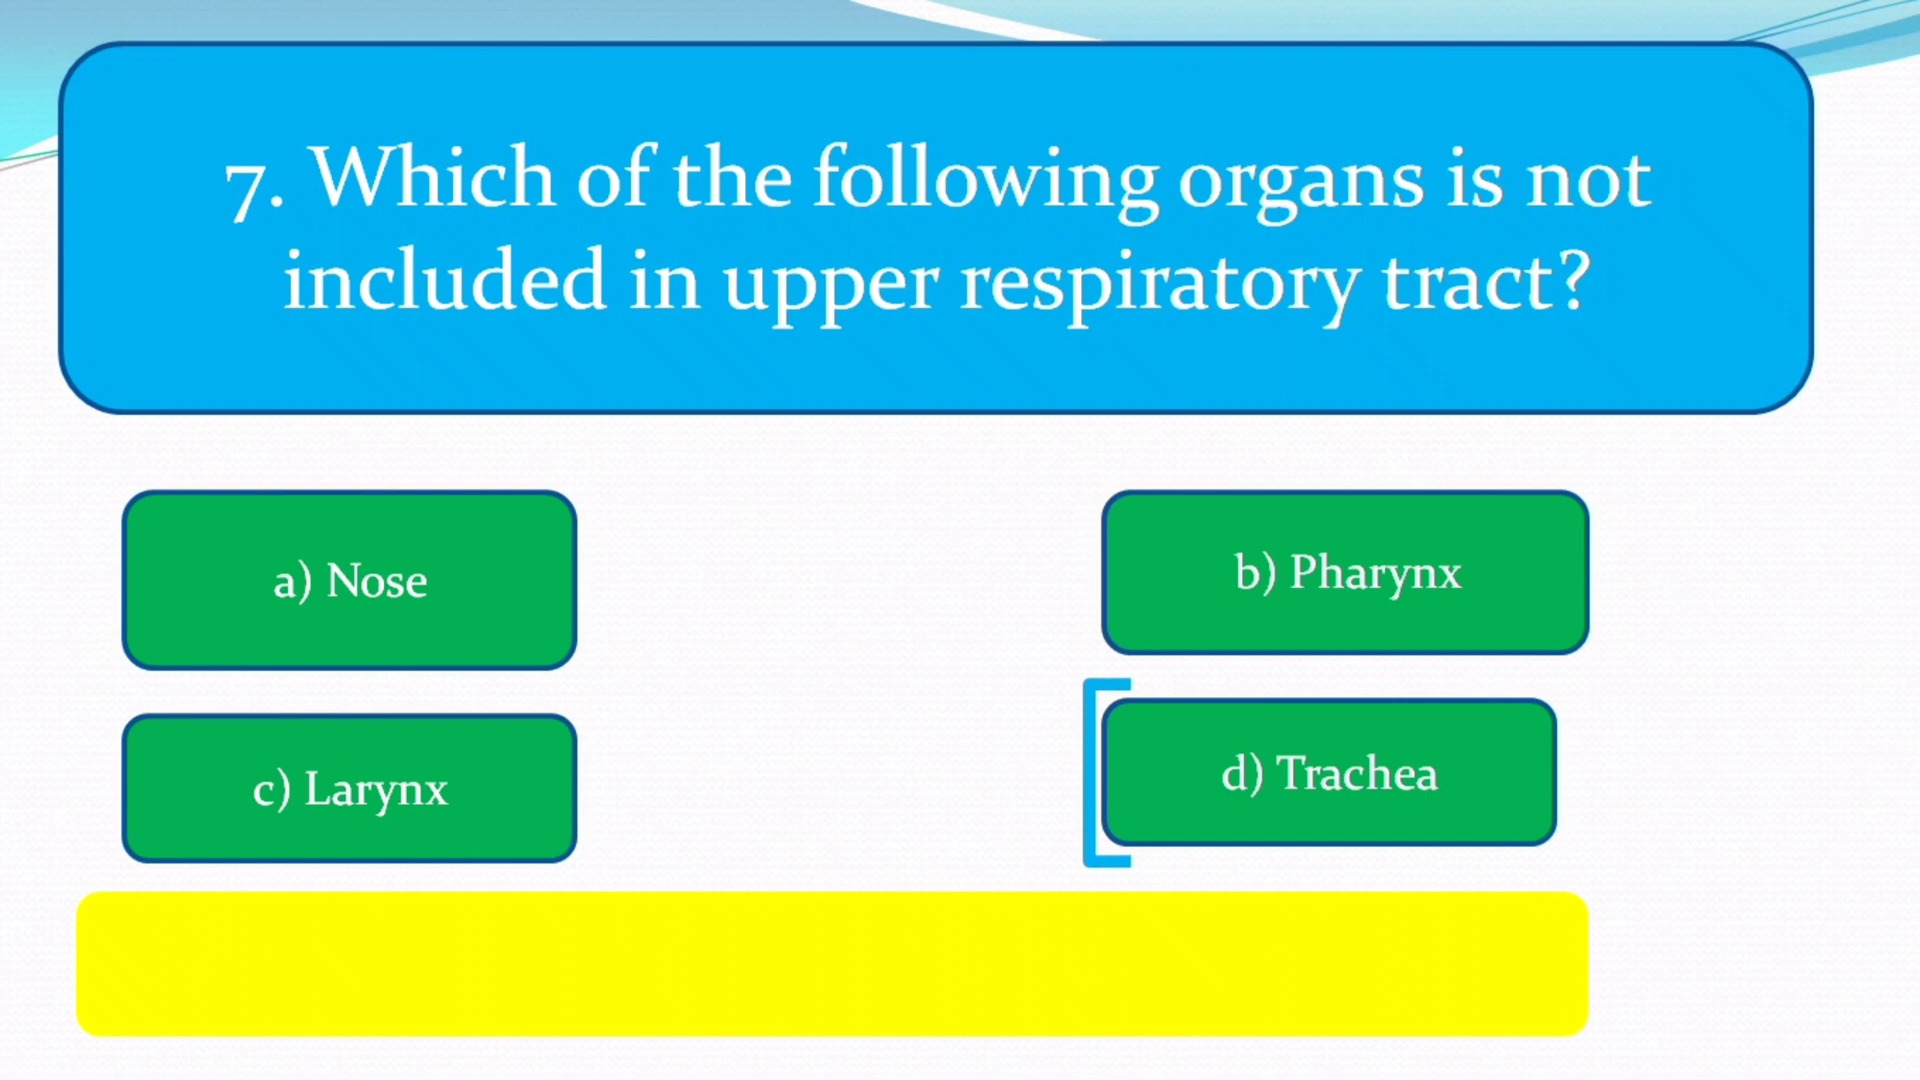 7. Which of the following organs is not
included in upper respiratory tract?
a) Nose
b) Pharynx
c) Larynx
d) Trachea